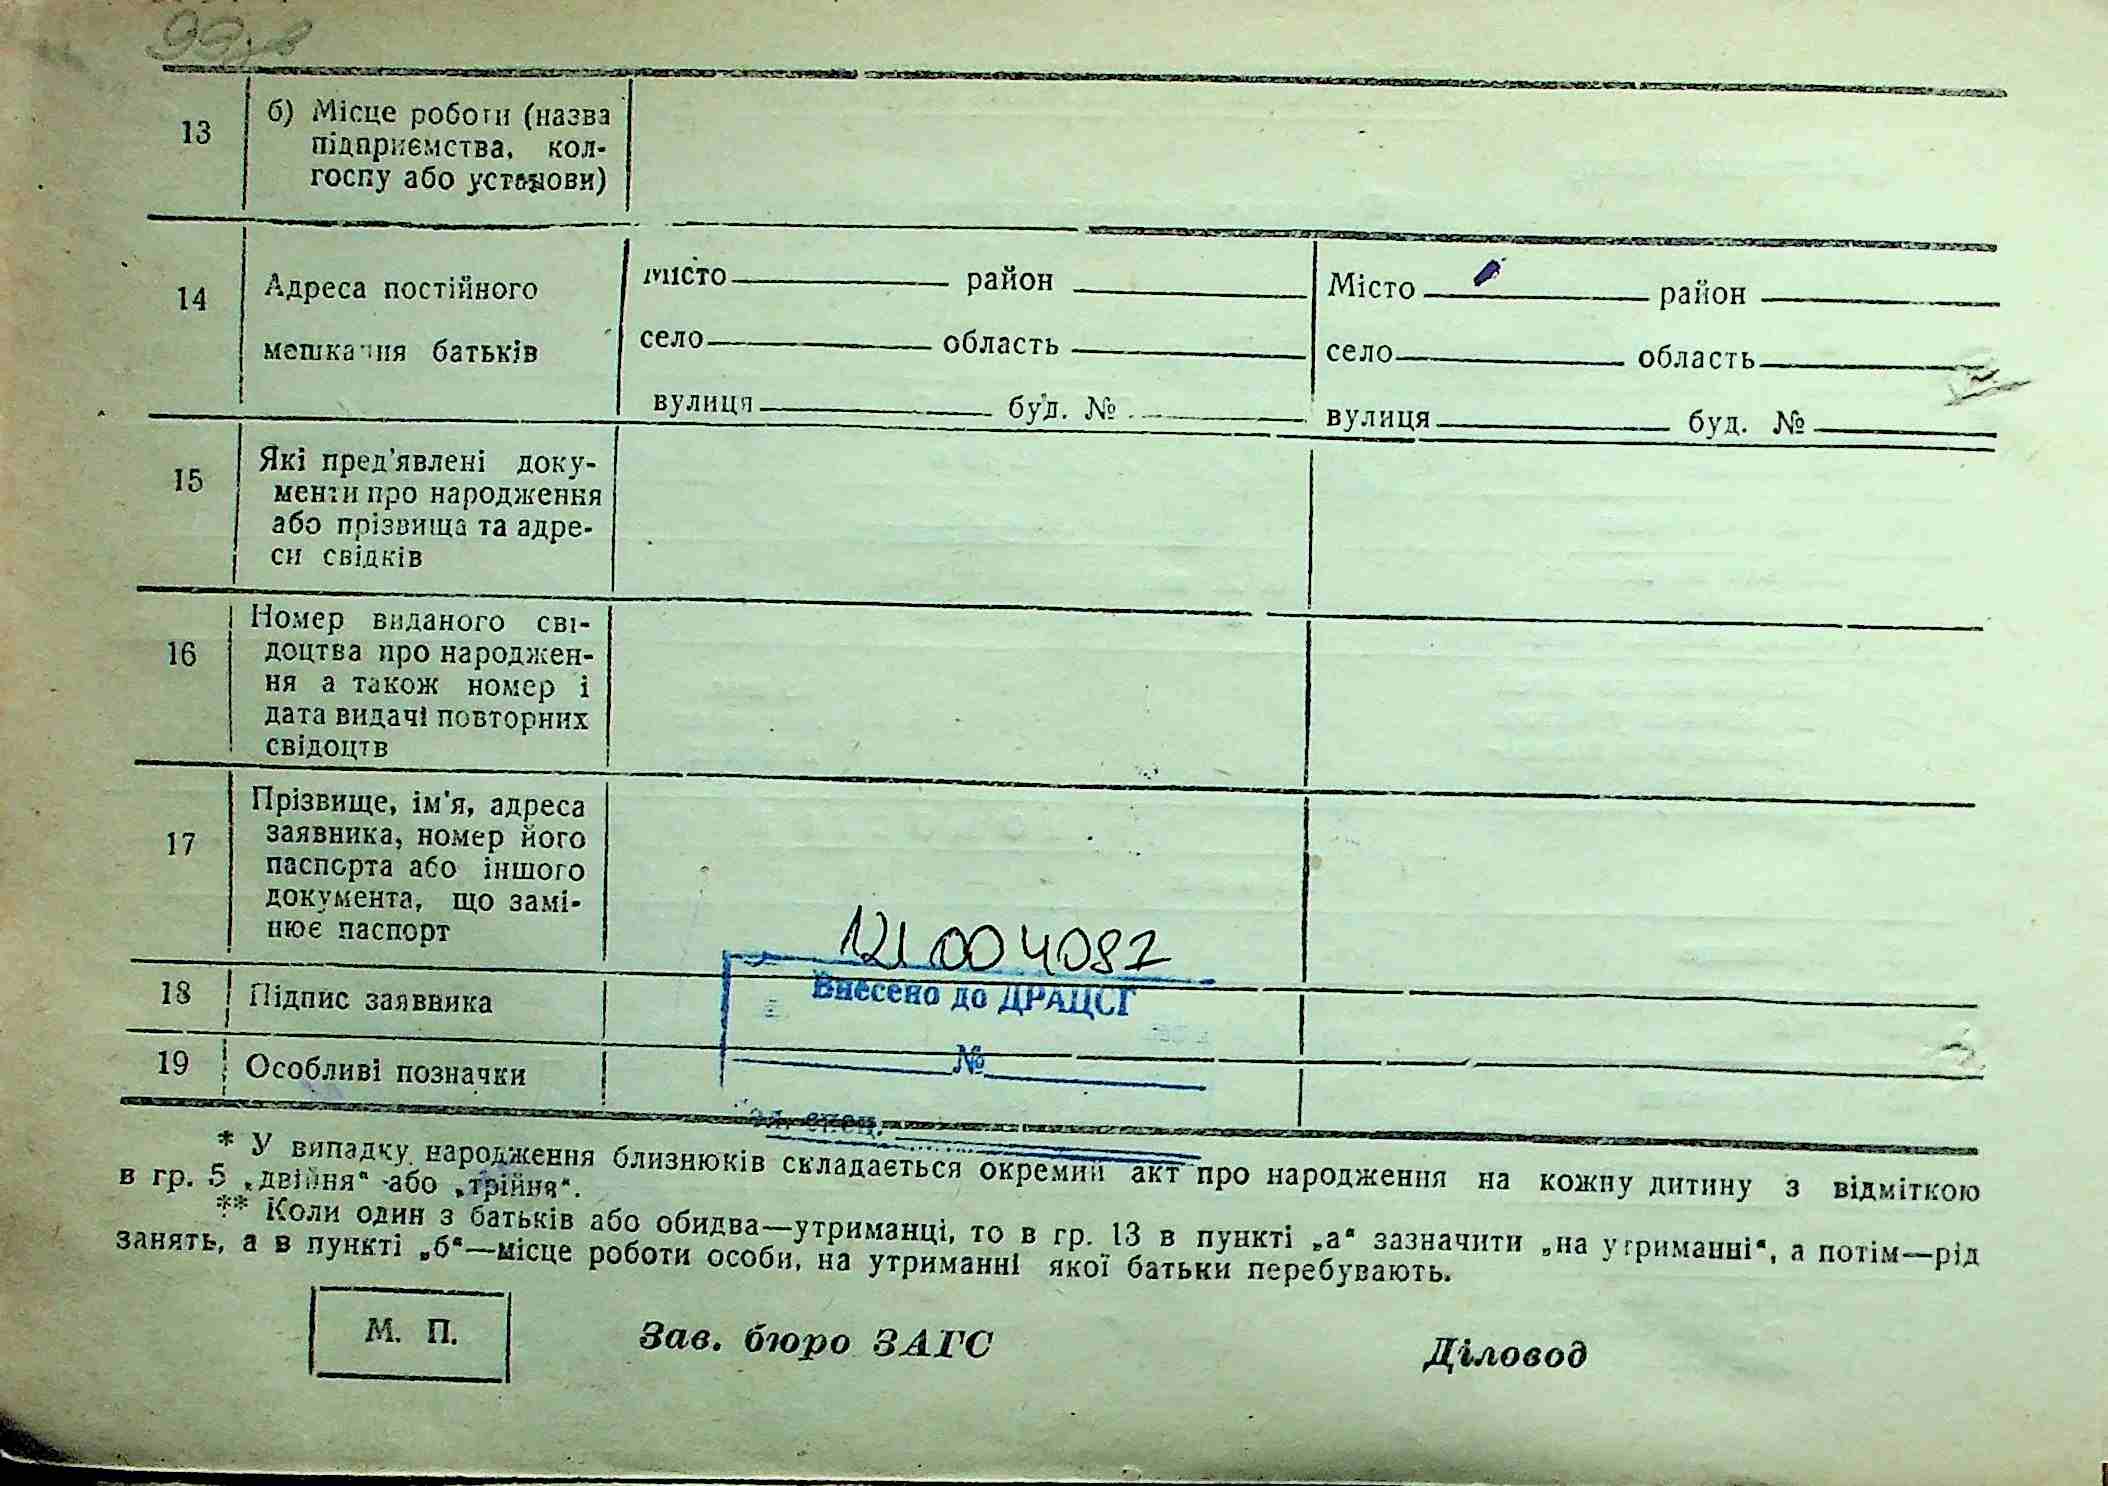 99зв
13
б) Місце роботи (назва
підприємства, кол-
госпу або установи)
14
Адреса постійного
мешкання батьків
Місто район
село область
вулиця буд. №
Місто район
село область
вулиця буд. №
15
Які пред'явлені доку-
менти про народження
або прізвища та адре-
си свідків
16
Номер виданого сві-
доцтва про народжен-
ня а також номер і
дата видачі повторних
свідоцтв
17
Прізвище, ім'я, адреса
заявника, номер його
паспорта або іншого
документа, що замі-
нює паспорт
121004087
18
Підпис заявника
Внесено до ДРАЦСГ
19
Особливі позначки
№
спец.
* У випадку народження близнюків складається окремий акт про народження на кожну дитину з відміткою
в гр. 5 „двійня“ або „трійня“.
** Коли один з батьків або обидва—утриманці, то в гр. 13 в пункті „а“ зазначити „на утриманні“, а потім—рід
занять, а в пункті „б“—місце роботи особи, на утриманні якої батьки перебувають.
М. П.
Зав. бюро ЗАГС
Діловод